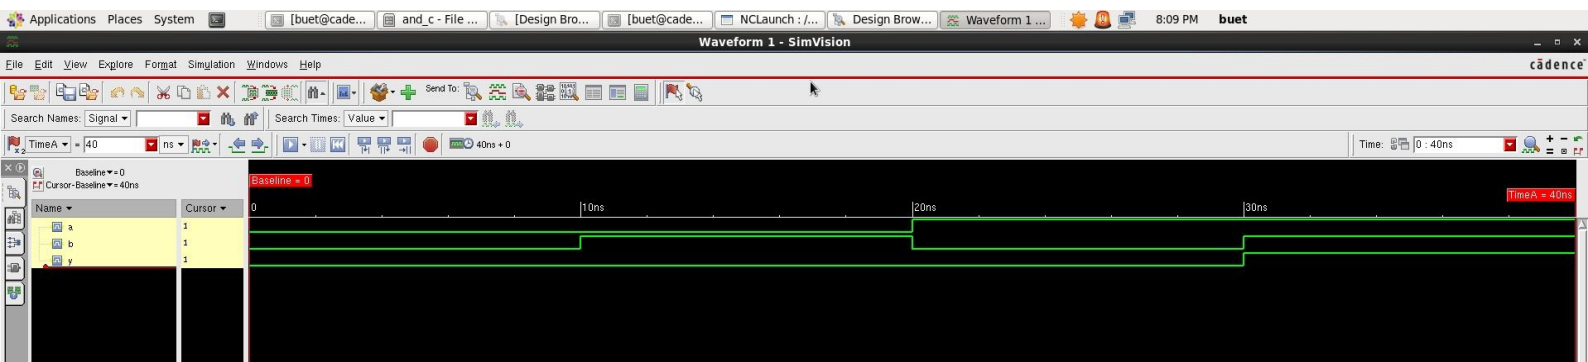 Applications Places System [buet@cade... and_c - File ... [Design Bro... [buet@cade... NCLaunch : /... Design Brow... Waveform 1 ... 8:09 PM buet
Waveform 1 - SimVision
File Edit View Explore Format Simulation Windows Help cādence
Send To:
Search Names: Signal Search Times: Value
TimeA = 40 ns 40ns + 0 Time: 0 : 40ns
Baseline = 0
Cursor-Baseline = 40ns
Baseline = 0
TimeA = 40ns
Name Cursor 0 10ns 20ns 30ns
a 1
b 1
y 1